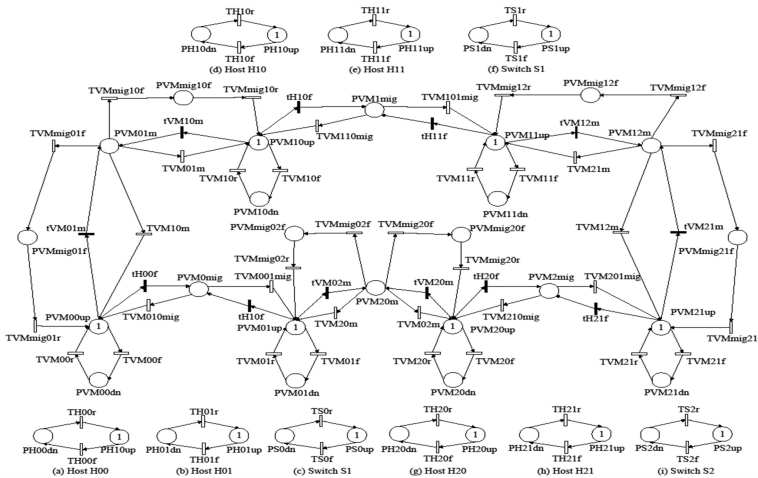 TH10r
1
PH10dn PH10up
TH10f
(d) Host H10
TH11r
1
PH11dn PH11up
TH11f
(e) Host H11
TS1r
1
PS1dn PS1up
TS1f
(f) Switch S1
TVMmig10f
PVMmig10f
TVMmig10r
TVMmig01f
PVM01m
tVM10m
TVM01m
1
PVM10up
tH10f
PVM1mig
TVM101mig
TVM110mig
tH11f
TVMmig12r
PVMmig12f
TVMmig12f
1
PVM11up
tVM12m
TVM21m
PVM12m
TVMmig21f
TVM10r
TVM10f
PVM10dn
TVM11r
TVM11f
PVM11dn
tVM01m
TVM10m
PVMmig01f
PVMmig02f
TVMmig02f
TVMmig20f
PVMmig20f
TVM12m
tVM21m
PVMmig21f
TVMmig02r
TVMmig20r
tH00f
PVM0mig
TVM001mig
tVM02m
PVM20m
tVM20m
tH20f
PVM2mig
TVM201mig
PVM00up
1
TVM010mig
tH10f
PVM01up
1
TVM20m
TVM02m
1
PVM20up
TVM210mig
tH21f
PVM21up
1
TVMmig01r
TVMmig21
TVM00r
TVM00f
PVM00dn
TVM01r
TVM01f
PVM01dn
TVM20r
TVM20f
PVM20dn
TVM21r
TVM21f
PVM21dn
TH00r
1
PH00dn PH10up
TH00f
(a) Host H00
TH01r
1
PH01dn PH01up
TH01f
(b) Host H01
TS0r
1
PS0dn PS0up
TS0f
(c) Switch S1
TH20r
1
PH20dn PH20up
TH20f
(g) Host H20
TH21r
1
PH21dn PH21up
TH21f
(h) Host H21
TS2r
1
PS2dn PS2up
TS2f
(i) Switch S2